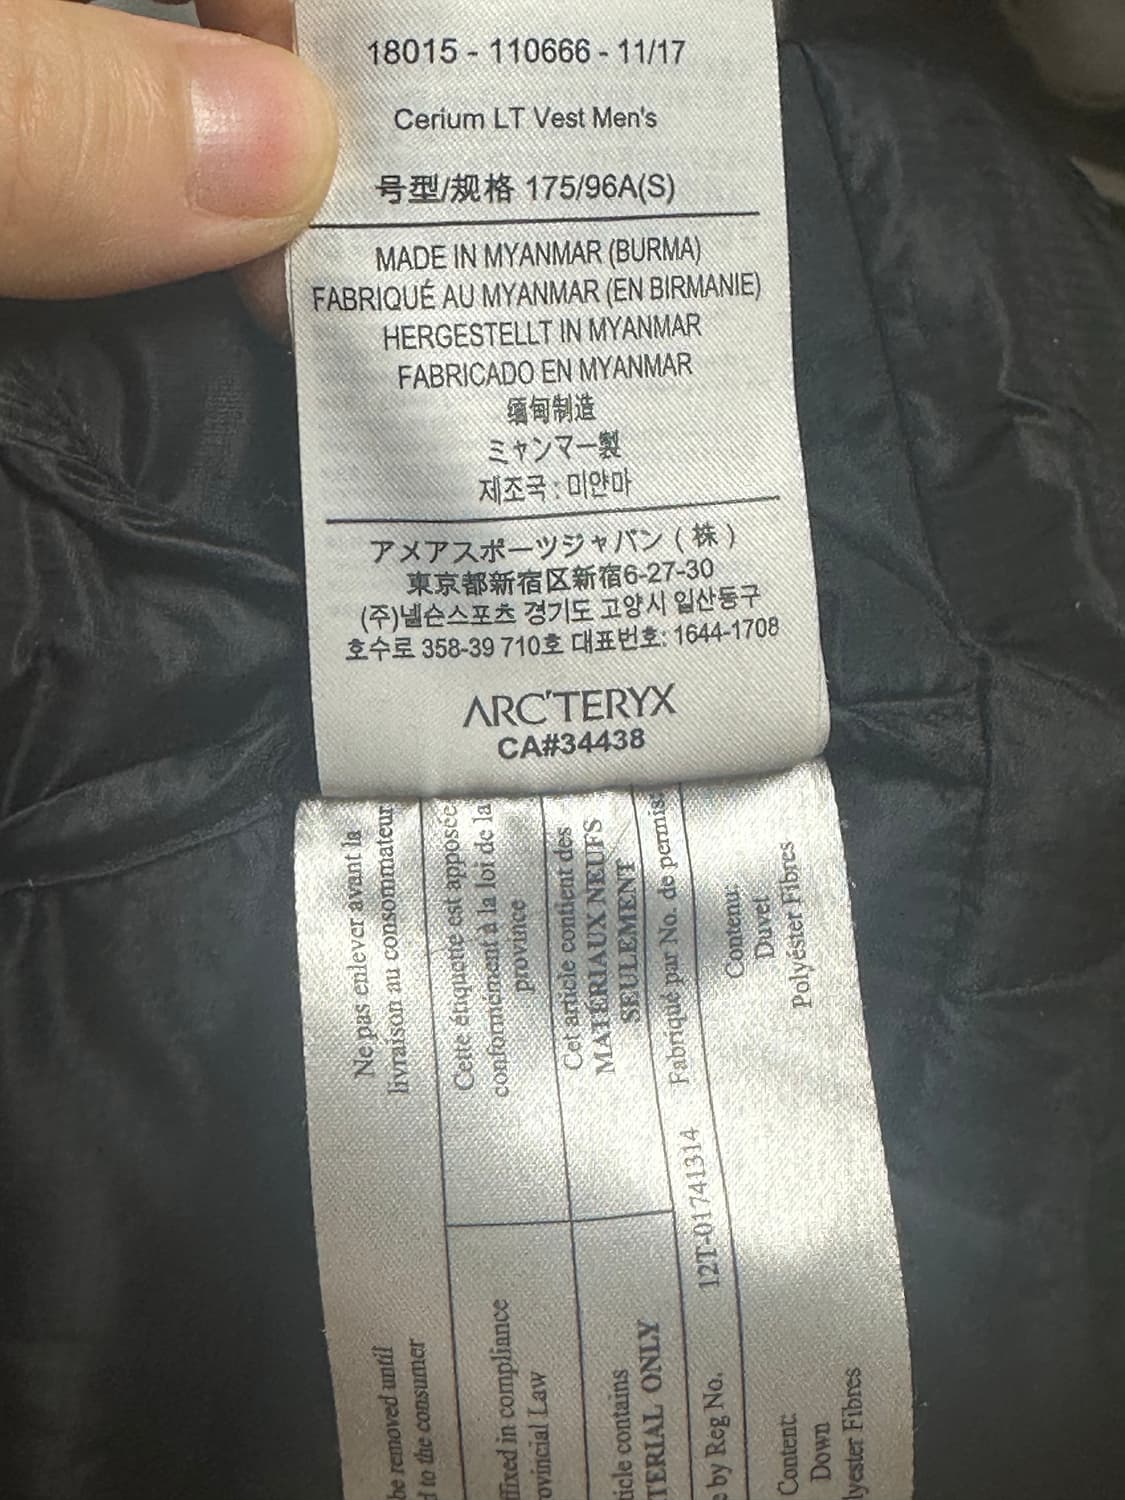 18015 - 110666 - 11/17
Cerium LT Vest Men's
号型/规格 175/96A(S)
MADE IN MYANMAR (BURMA)
FABRIQUÉ AU MYANMAR (EN BIRMANIE)
HERGESTELLT IN MYANMAR
FABRICADO EN MYANMAR
缅甸制造
ミャンマー製
제조국 : 미얀마
アメアスポーツジャパン ( 株 )
東京都新宿区新宿6-27-30
(주)넬슨스포츠 경기도 고양시 일산동구
호수로 358-39 710호 대표번호: 1644-1708
ARC'TERYX
CA#34438
Ne pas enlever avant la
livraison au consommateur
Cette étiquette est apposée
conformément à la loi de la
province
Cet article contient des
MATÉRIAUX NEUFS
SEULEMENT
Fabriqué par No. de permis:
12T-01741314
Contenu:
Duvet
Polyéster Fibres
be removed until
d to the consumer
ffixed in compliance
ovincial Law
ticle contains
TERIAL ONLY
e by Reg No.
Content:
Down
lyester Fibres